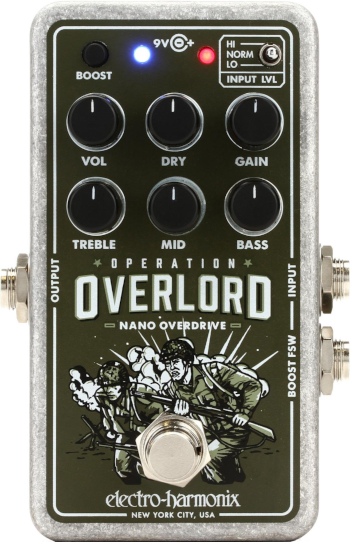 9V +
HI
NORM
LO
BOOST
INPUT LVL
VOL DRY GAIN
TREBLE MID BASS
OPERATION
OVERLORD
NANO OVERDRIVE
OUTPUT
INPUT
BOOST FSW
electro-harmonix
NEW YORK CITY, USA